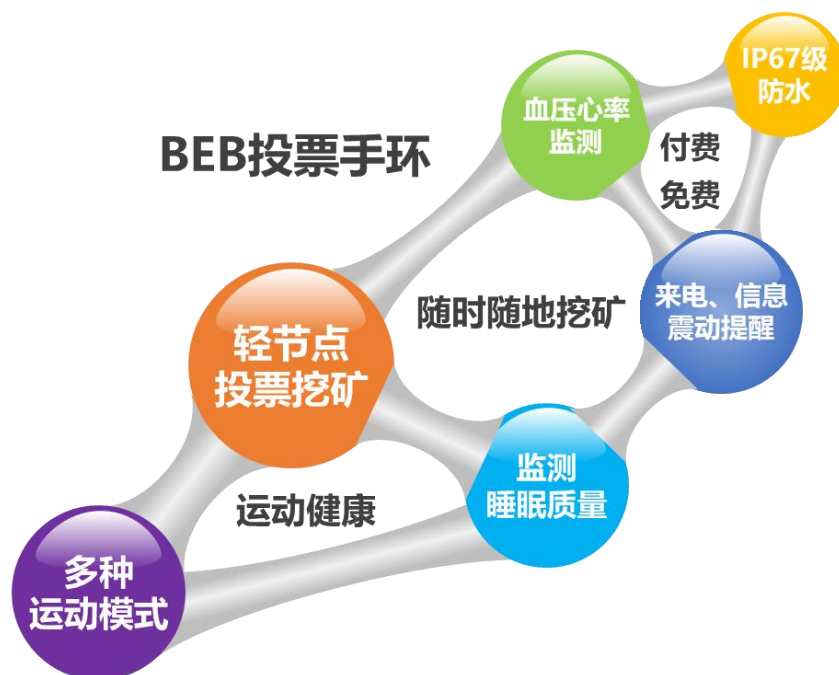 IP67级
防水
血压心率
监测
BEB投票手环
付费
免费
来电、信息
震动提醒
随时随地挖矿
轻节点
投票挖矿
监测
睡眠质量
运动健康
多种
运动模式